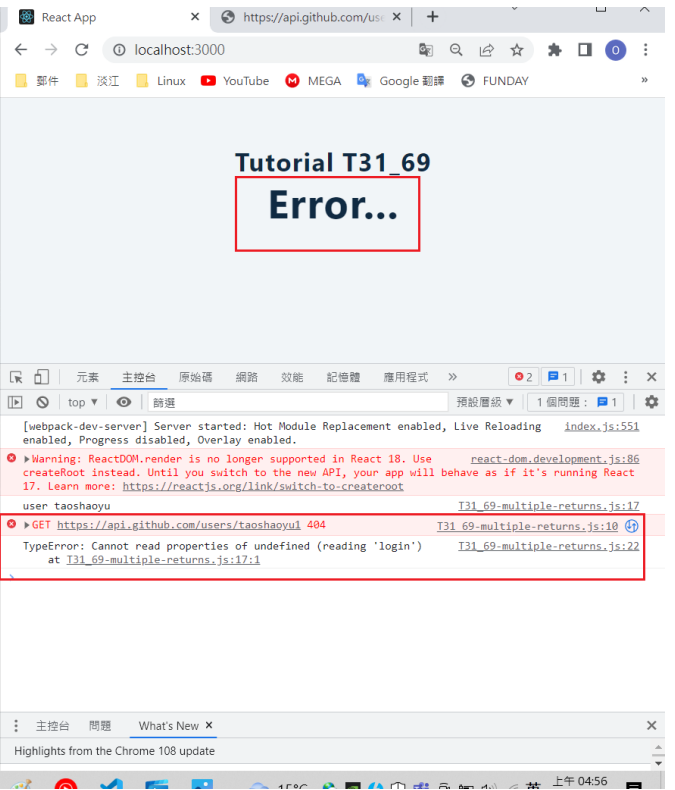 React App
https://api.github.com/use
localhost:3000
O
鄭件 淡江 Linux YouTube MEGA Google 翻譯 FUNDAY »
Tutorial T31_69
Error...
元素 主控台 原始碼 網路 效能 記憶體 應用程式 » 2 1
top ▼ 篩選 預設層級 ▼ 1 個問題： 1
[webpack-dev-server] Server started: Hot Module Replacement enabled, Live Reloading index.js:551
enabled, Progress disabled, Overlay enabled.
Warning: ReactDOM.render is no longer supported in React 18. Use react-dom.development.js:86
createRoot instead. Until you switch to the new API, your app will behave as if it's running React
17. Learn more: https://reactjs.org/link/switch-to-createroot
user taoshaoyu T31_69-multiple-returns.js:17
GET https://api.github.com/users/taoshaoyu1 404 T31_69-multiple-returns.js:10
TypeError: Cannot read properties of undefined (reading 'login') T31_69-multiple-returns.js:22
at T31_69-multiple-returns.js:17:1
主控台 問題 What's New
Highlights from the Chrome 108 update
15°C 英 上午 04:56